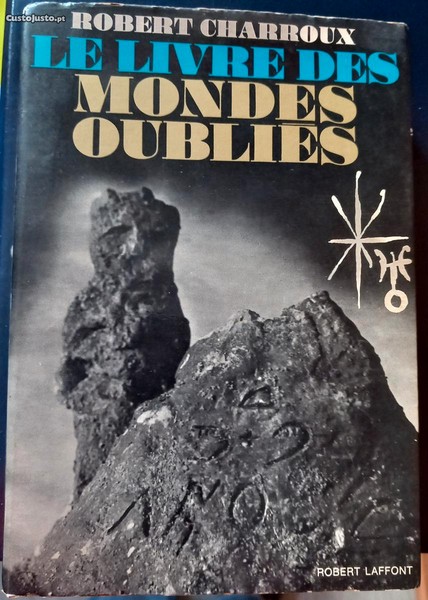 CustoJusto.pt
ROBERT CHARROUX
LE LIVRE DES
MONDES
OUBLIÉS
ROBERT LAFFONT